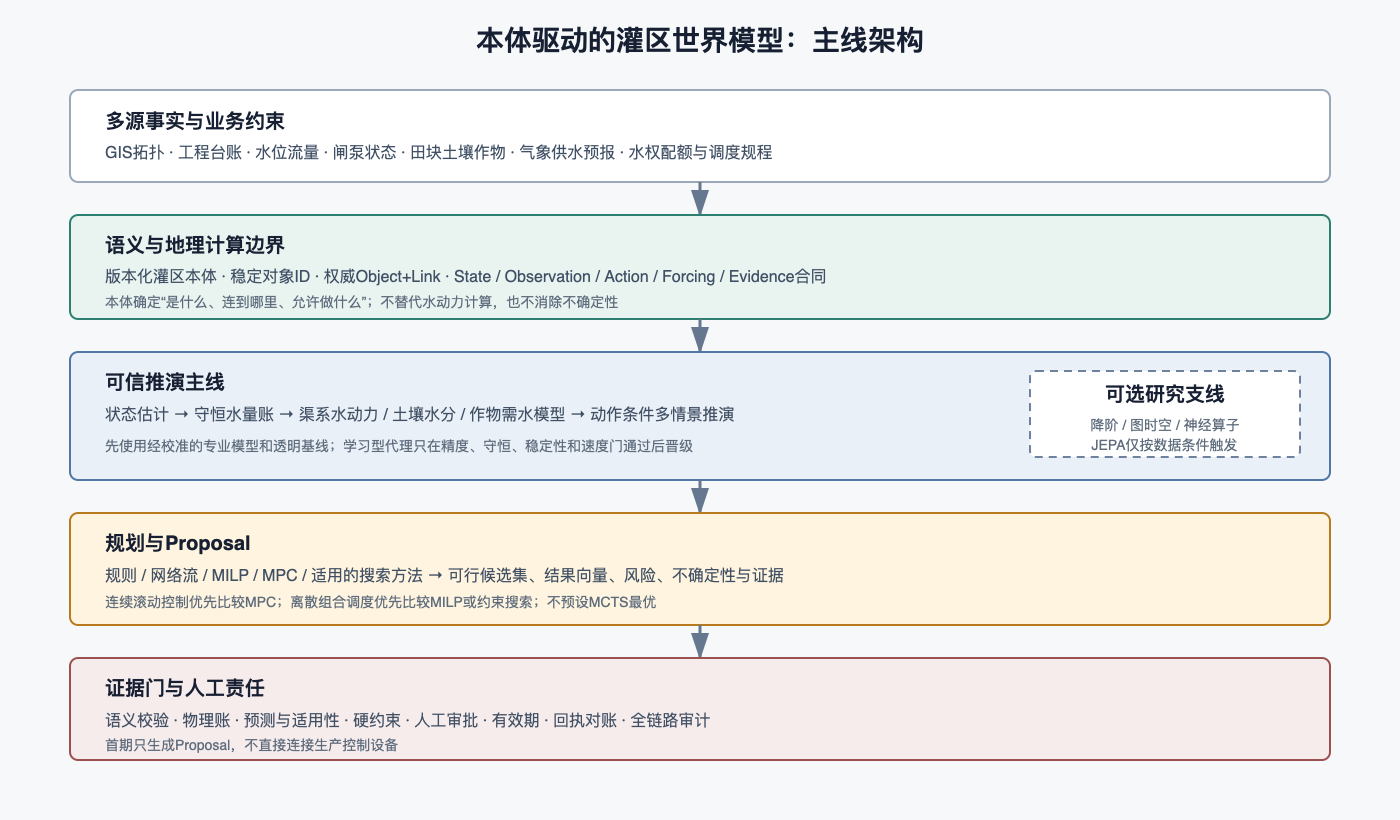 本体驱动的灌区世界模型：主线架构
多源事实与业务约束
GIS拓扑 · 工程台账 · 水位流量 · 闸泵状态 · 田块土壤作物 · 气象供水预报 · 水权配额与调度规程
语义与地理计算边界
版本化灌区本体 · 稳定对象ID · 权威Object+Link · State / Observation / Action / Forcing / Evidence合同
本体确定“是什么、连到哪里、允许做什么”；不替代水动力计算，也不消除不确定性
可信推演主线
状态估计 → 守恒水量账 → 渠系水动力 / 土壤水分 / 作物需水模型 → 动作条件多情景推演
先使用经校准的专业模型和透明基线；学习型代理只在精度、守恒、稳定性和速度门通过后晋级
可选研究支线
降阶 / 图时空 / 神经算子
JEPA仅按数据条件触发
规划与Proposal
规则 / 网络流 / MILP / MPC / 适用的搜索方法 → 可行候选集、结果向量、风险、不确定性与证据
连续滚动控制优先比较MPC；离散组合调度优先比较MILP或约束搜索；不预设MCTS最优
证据门与人工责任
语义校验 · 物理账 · 预测与适用性 · 硬约束 · 人工审批 · 有效期 · 回执对账 · 全链路审计
首期只生成Proposal，不直接连接生产控制设备